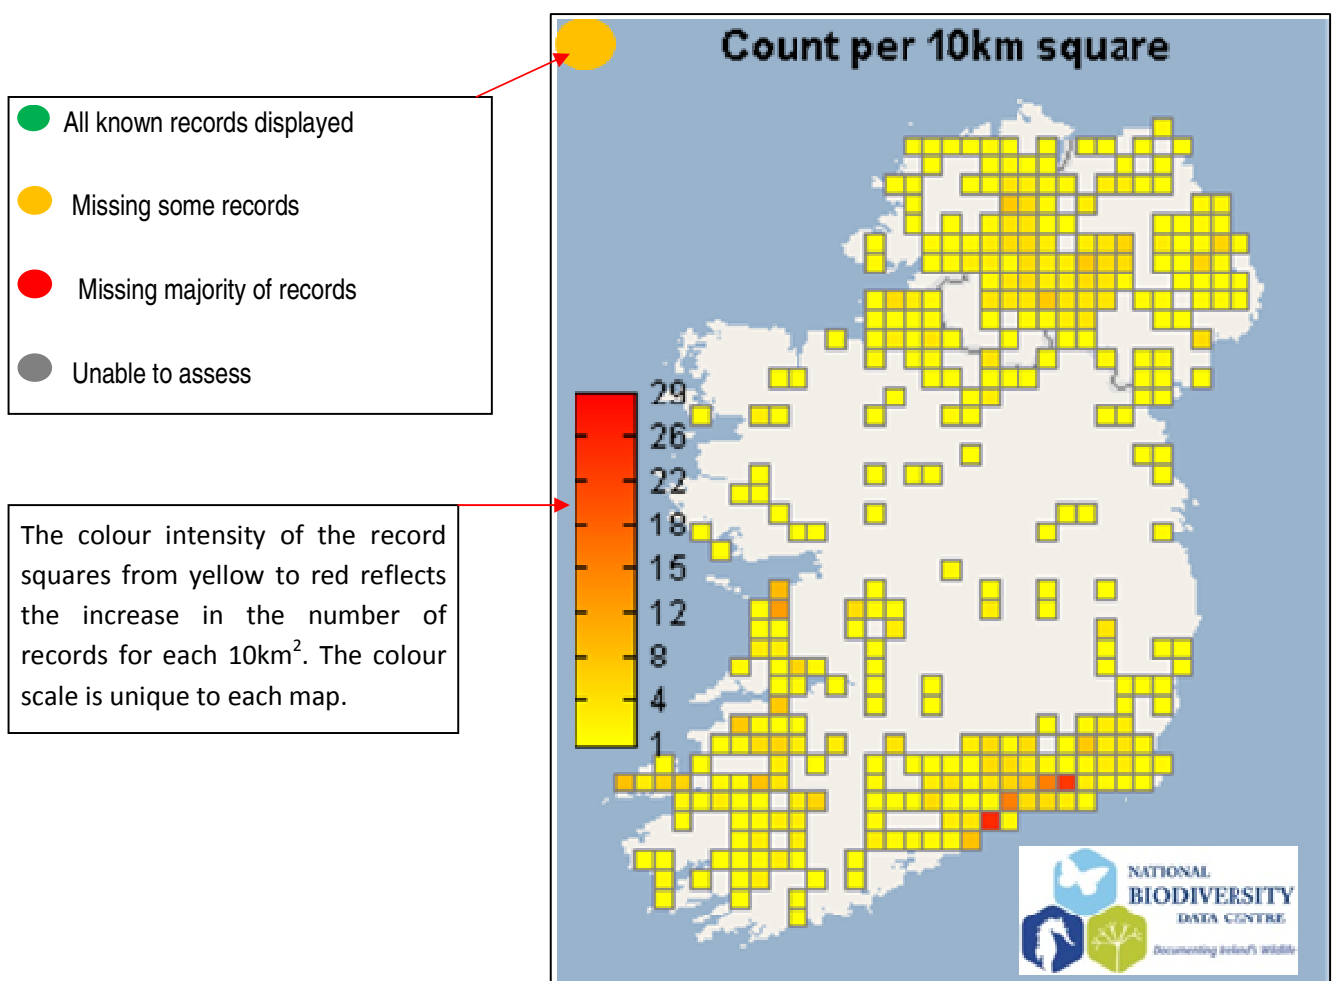 Count per 10km square
All known records displayed
Missing some records
Missing majority of records
Unable to assess
29
26
22
18
15
12
8
4
1
The colour intensity of the record
squares from yellow to red reflects
the increase in the number of
records for each 10km². The colour
scale is unique to each map.
NATIONAL
BIODIVERSITY
DATA CENTRE
Documenting Ireland's Wildlife